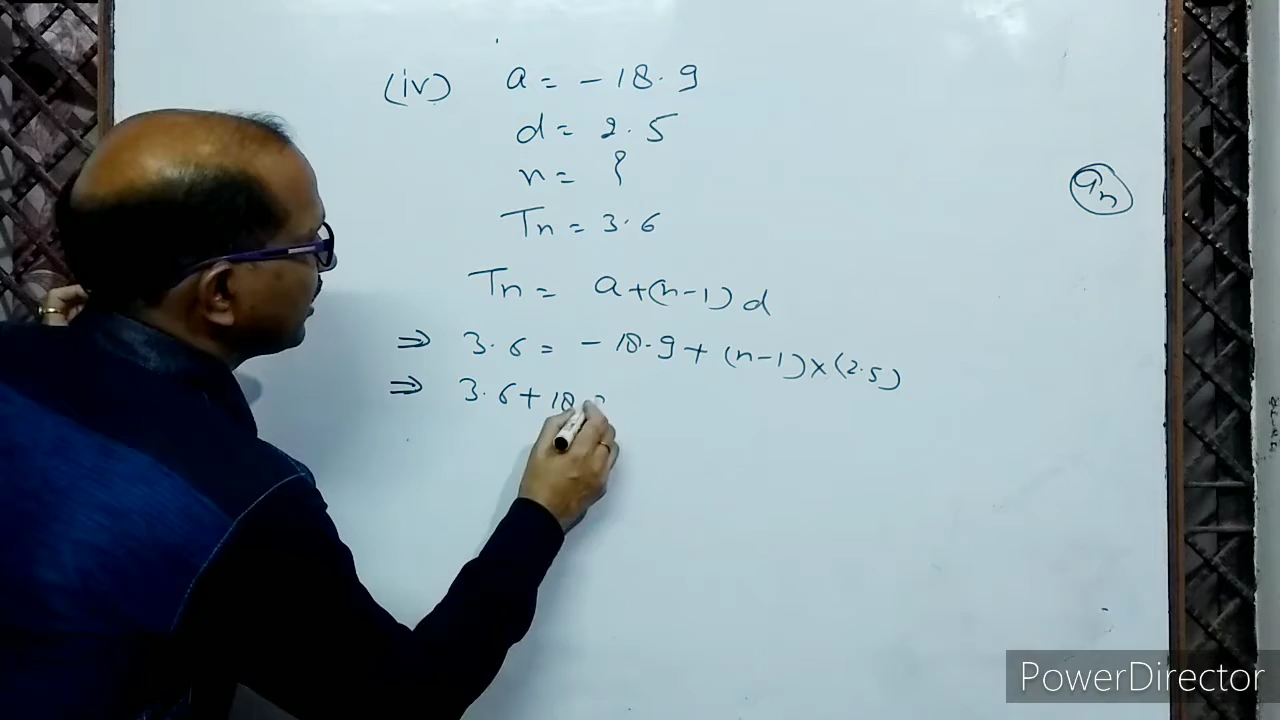 (iv) a = - 18.9
d = 2.5
n = ?
Tn = 3.6
an
Tn = a+(n-1)d
⇒ 3.6 = - 18.9 + (n-1)×(2.5)
⇒ 3.6+18
PowerDirector